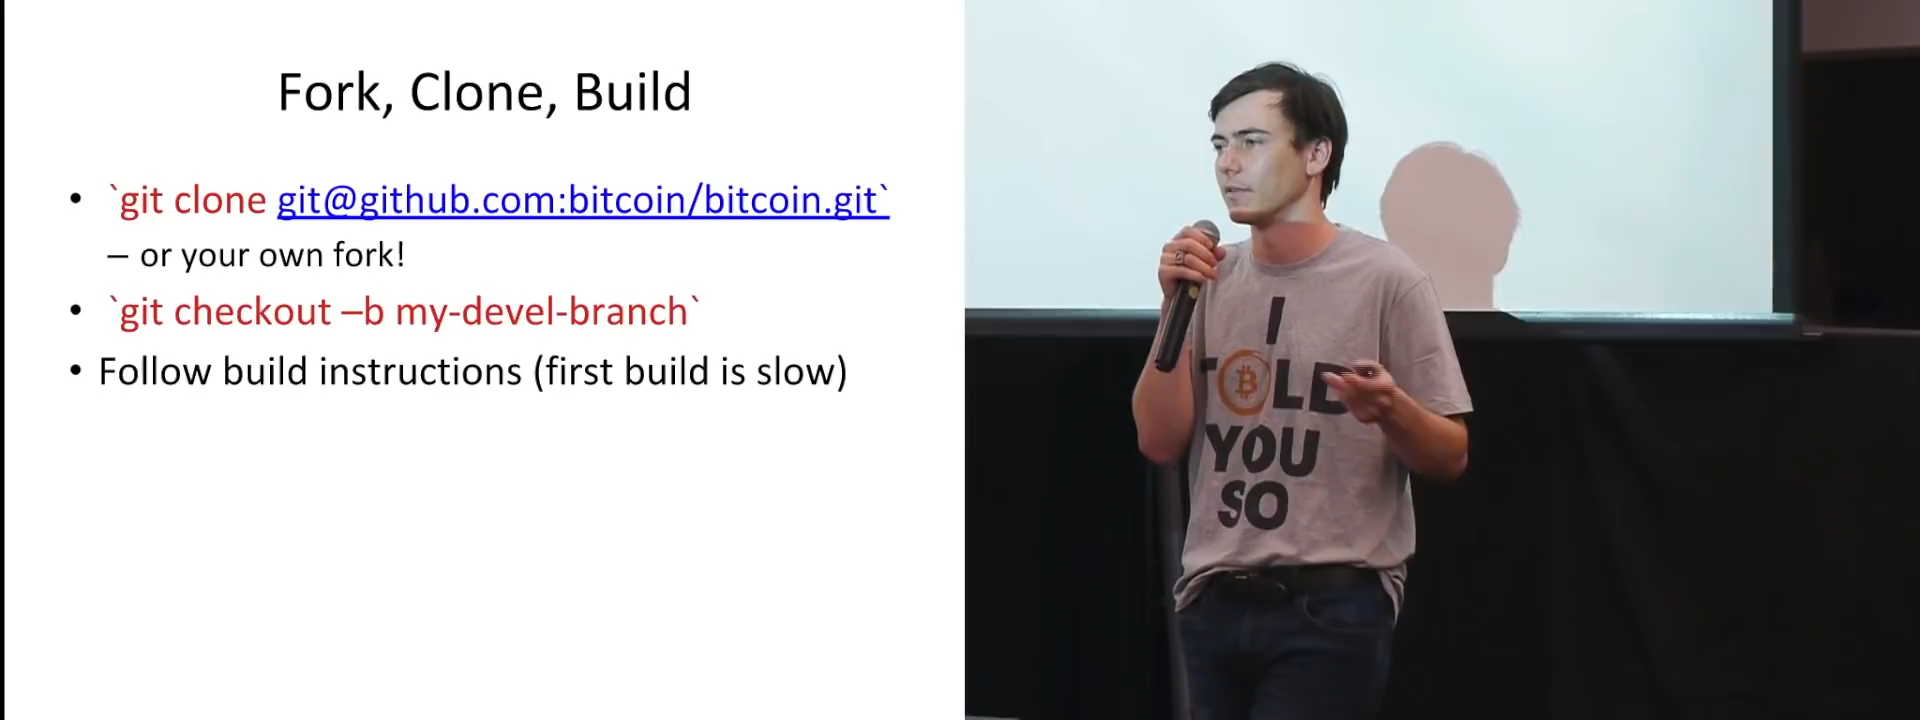 Fork, Clone, Build
• `git clone git@github.com:bitcoin/bitcoin.git`
– or your own fork!
• `git checkout –b my-devel-branch`
• Follow build instructions (first build is slow)
I
TOLD
YOU
SO